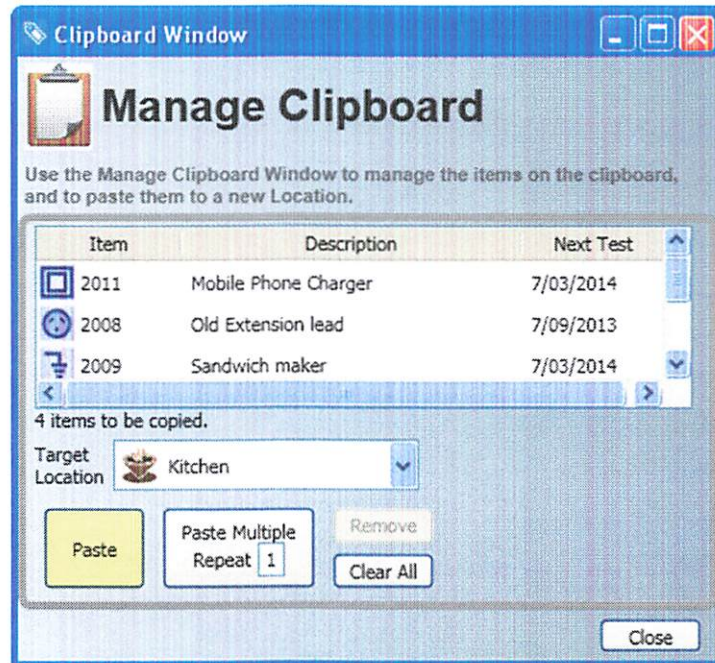 Clipboard Window
Manage Clipboard
Use the Manage Clipboard Window to manage the items on the clipboard,
and to paste them to a new Location.
Item Description Next Test
2011 Mobile Phone Charger 7/03/2014
2008 Old Extension lead 7/09/2013
2009 Sandwich maker 7/03/2014
4 items to be copied.
Target
Location
Kitchen
Paste
Paste Multiple
Repeat 1
Remove
Clear All
Close